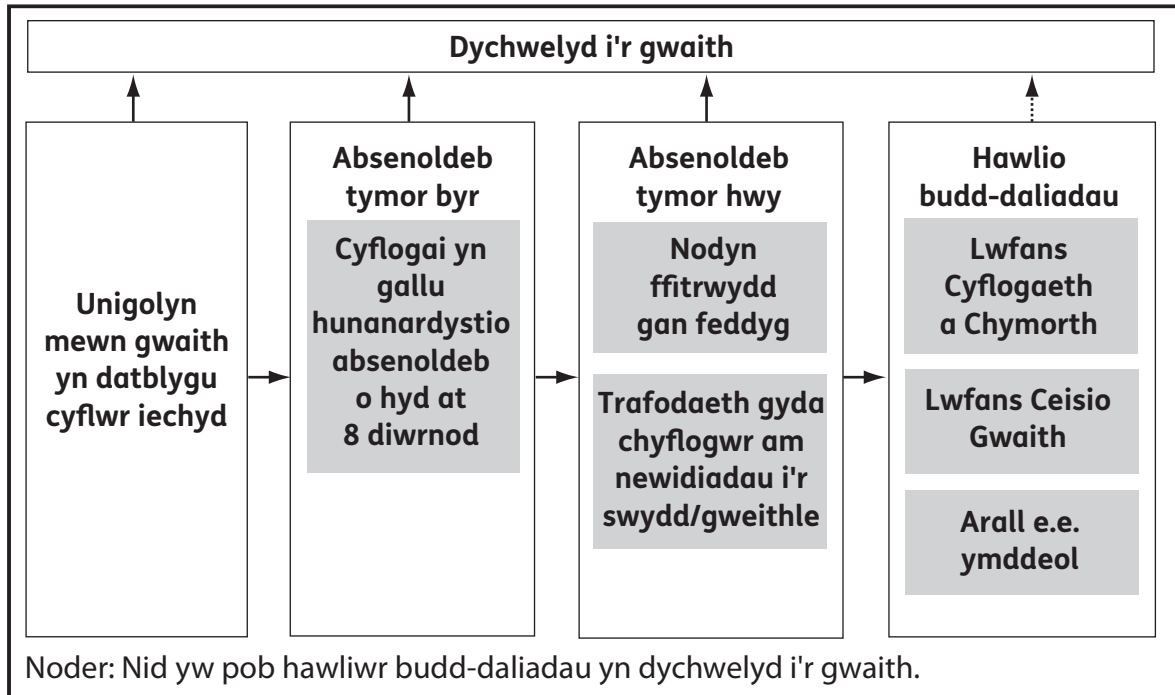 Dychwelyd i'r gwaith
Unigolyn
mewn gwaith
yn datblygu
cyflwr iechyd
Absenoldeb
tymor byr
Cyflogai yn
gallu
hunanardystio
absenoldeb
o hyd at
8 diwrnod
Absenoldeb
tymor hwy
Nodyn
ffitrwydd
gan feddyg
Trafodaeth gyda
chyflogwr am
newidiadau i'r
swydd/gweithle
Hawlio
budd-daliadau
Lwfans
Cyflogaeth
a Chymorth
Lwfans Ceisio
Gwaith
Arall e.e.
ymddeol
Noder: Nid yw pob hawliwr budd-daliadau yn dychwelyd i'r gwaith.